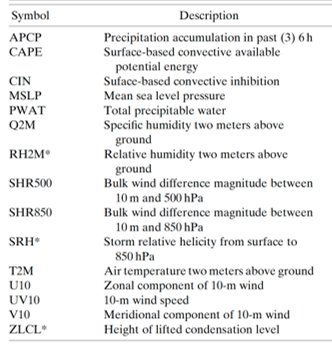 Symbol Description
APCP Precipitation accumulation in past (3) 6 h
CAPE Surface-based convective available
potential energy
CIN Suface-based convective inhibition
MSLP Mean sea level pressure
PWAT Total precipitable water
Q2M Specific humidity two meters above
ground
RH2M* Relative humidity two meters above
ground
SHR500 Bulk wind difference magnitude between
10 m and 500 hPa
SHR850 Bulk wind difference magnitude between
10 m and 850 hPa
SRH* Storm relative helicity from surface to
850 hPa
T2M Air temperature two meters above ground
U10 Zonal component of 10-m wind
UV10 10-m wind speed
V10 Meridional component of 10-m wind
ZLCL* Height of lifted condensation level